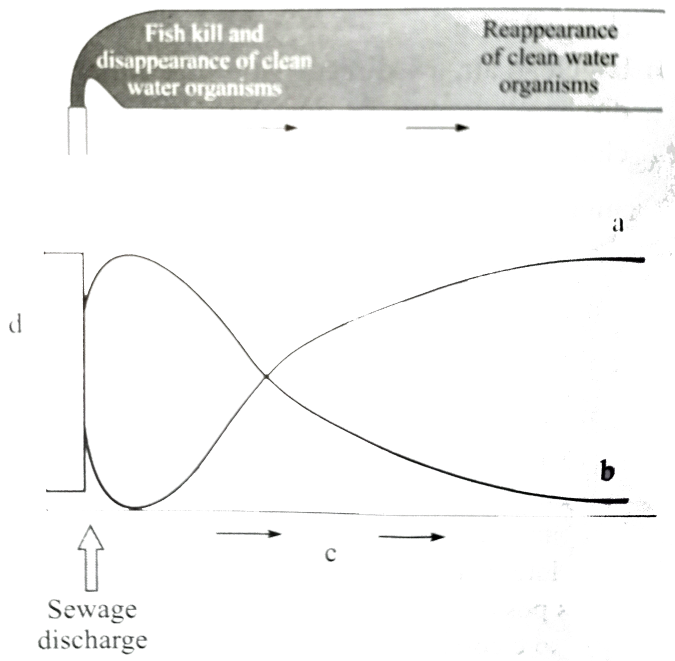 Fish kill and
disappearance of clean
water organisms
Reappearance
of clean water
organisms
a
d
b
c
Sewage
discharge